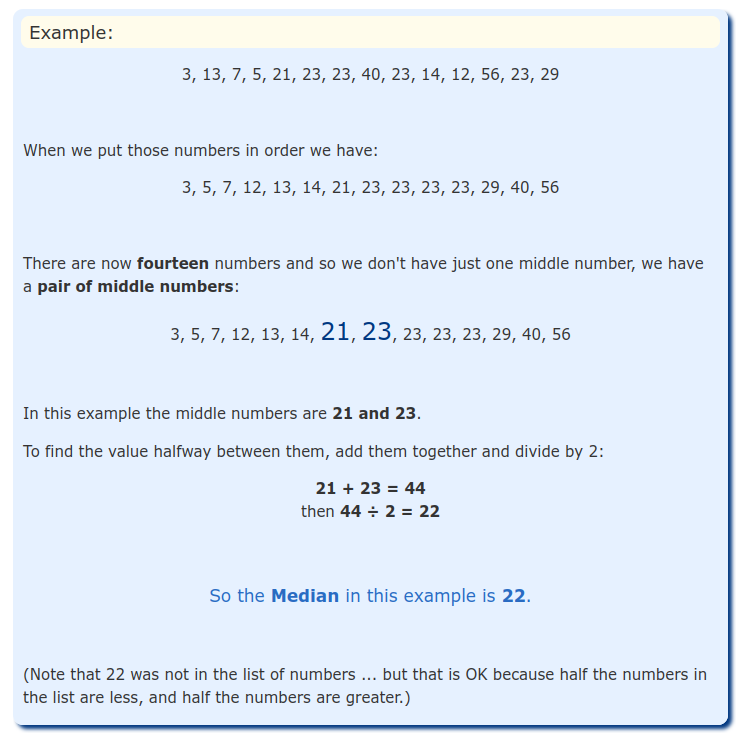 Example:
3, 13, 7, 5, 21, 23, 23, 40, 23, 14, 12, 56, 23, 29
When we put those numbers in order we have:
3, 5, 7, 12, 13, 14, 21, 23, 23, 23, 23, 29, 40, 56
There are now fourteen numbers and so we don't have just one middle number, we have
a pair of middle numbers:
3, 5, 7, 12, 13, 14, 21, 23, 23, 23, 23, 29, 40, 56
In this example the middle numbers are 21 and 23.
To find the value halfway between them, add them together and divide by 2:
21 + 23 = 44
then 44 ÷ 2 = 22
So the Median in this example is 22.
(Note that 22 was not in the list of numbers ... but that is OK because half the numbers in
the list are less, and half the numbers are greater.)